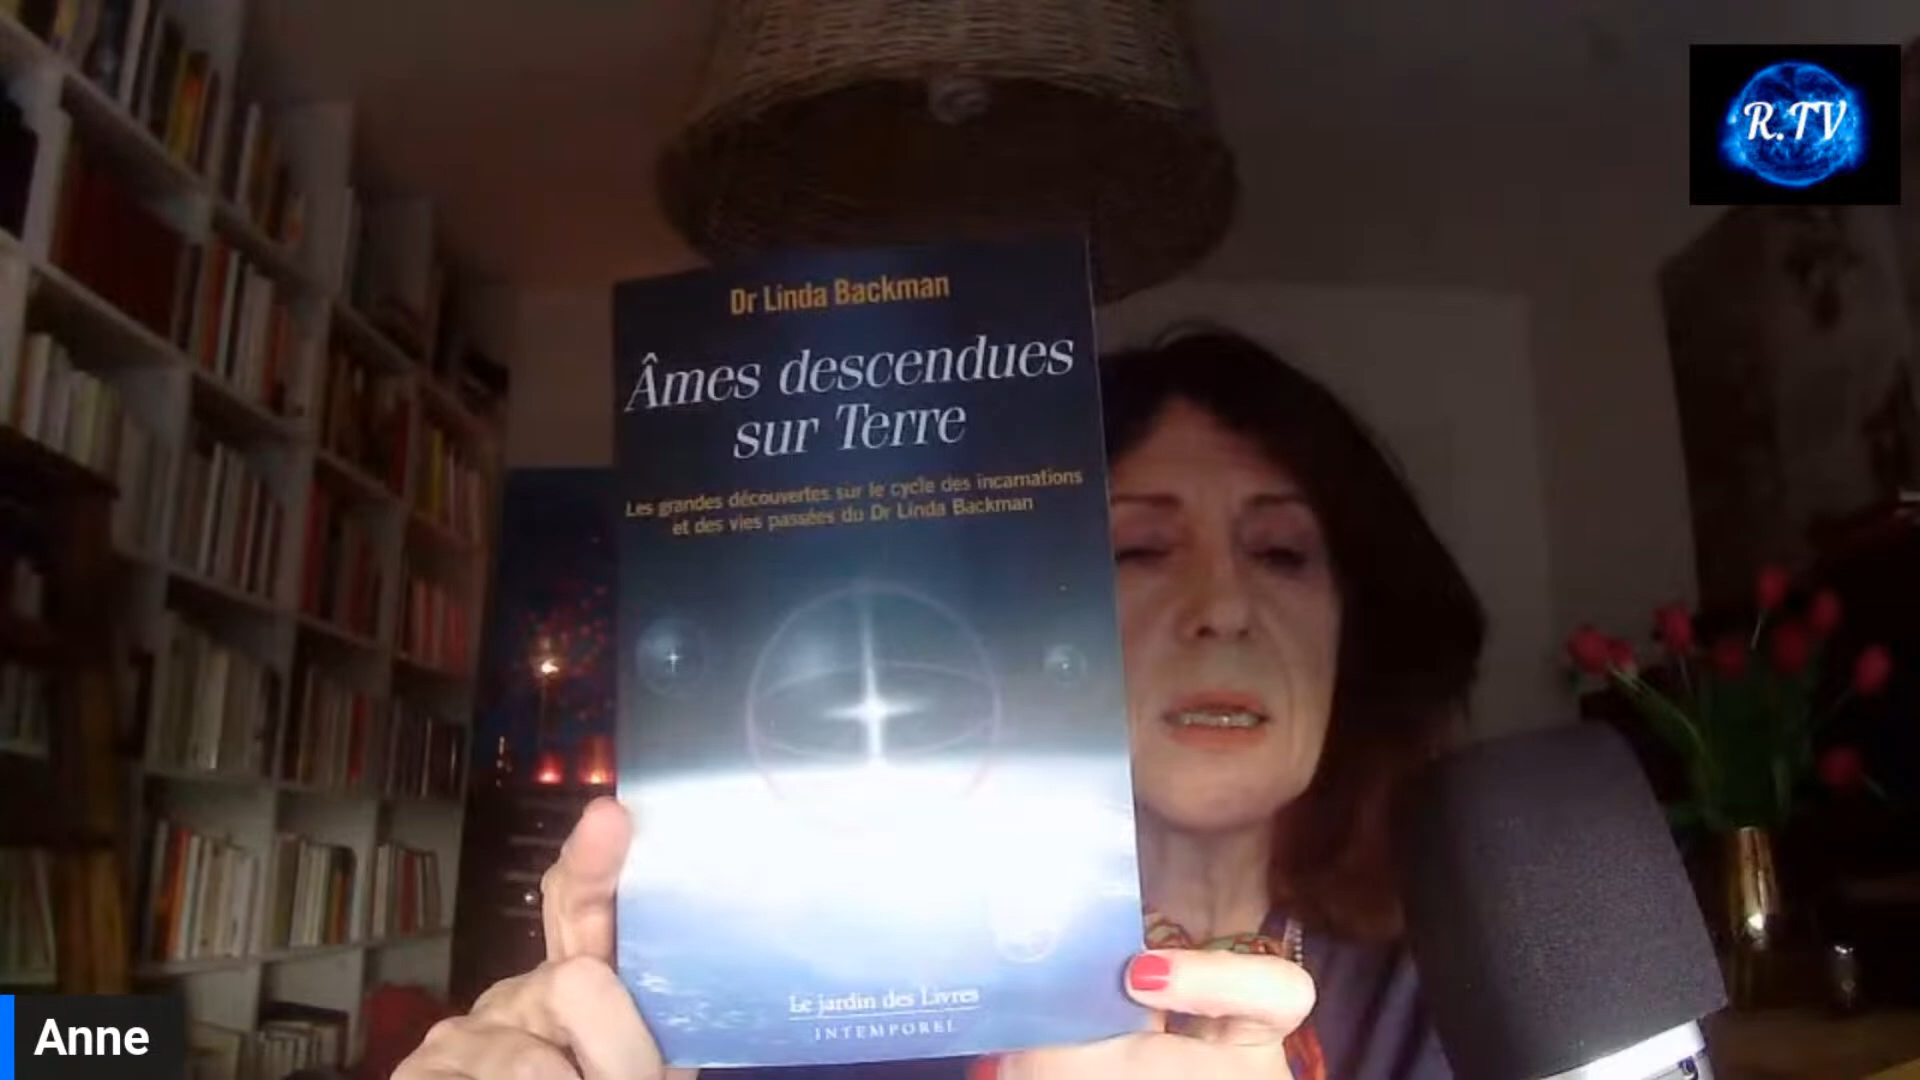 R.TV
Dr Linda Backman
Âmes descendues
sur Terre
Les grandes découvertes sur le cycle des incarnations
et des vies passées du Dr Linda Backman
Le jardin des Livres
INTEMPOREL
Anne